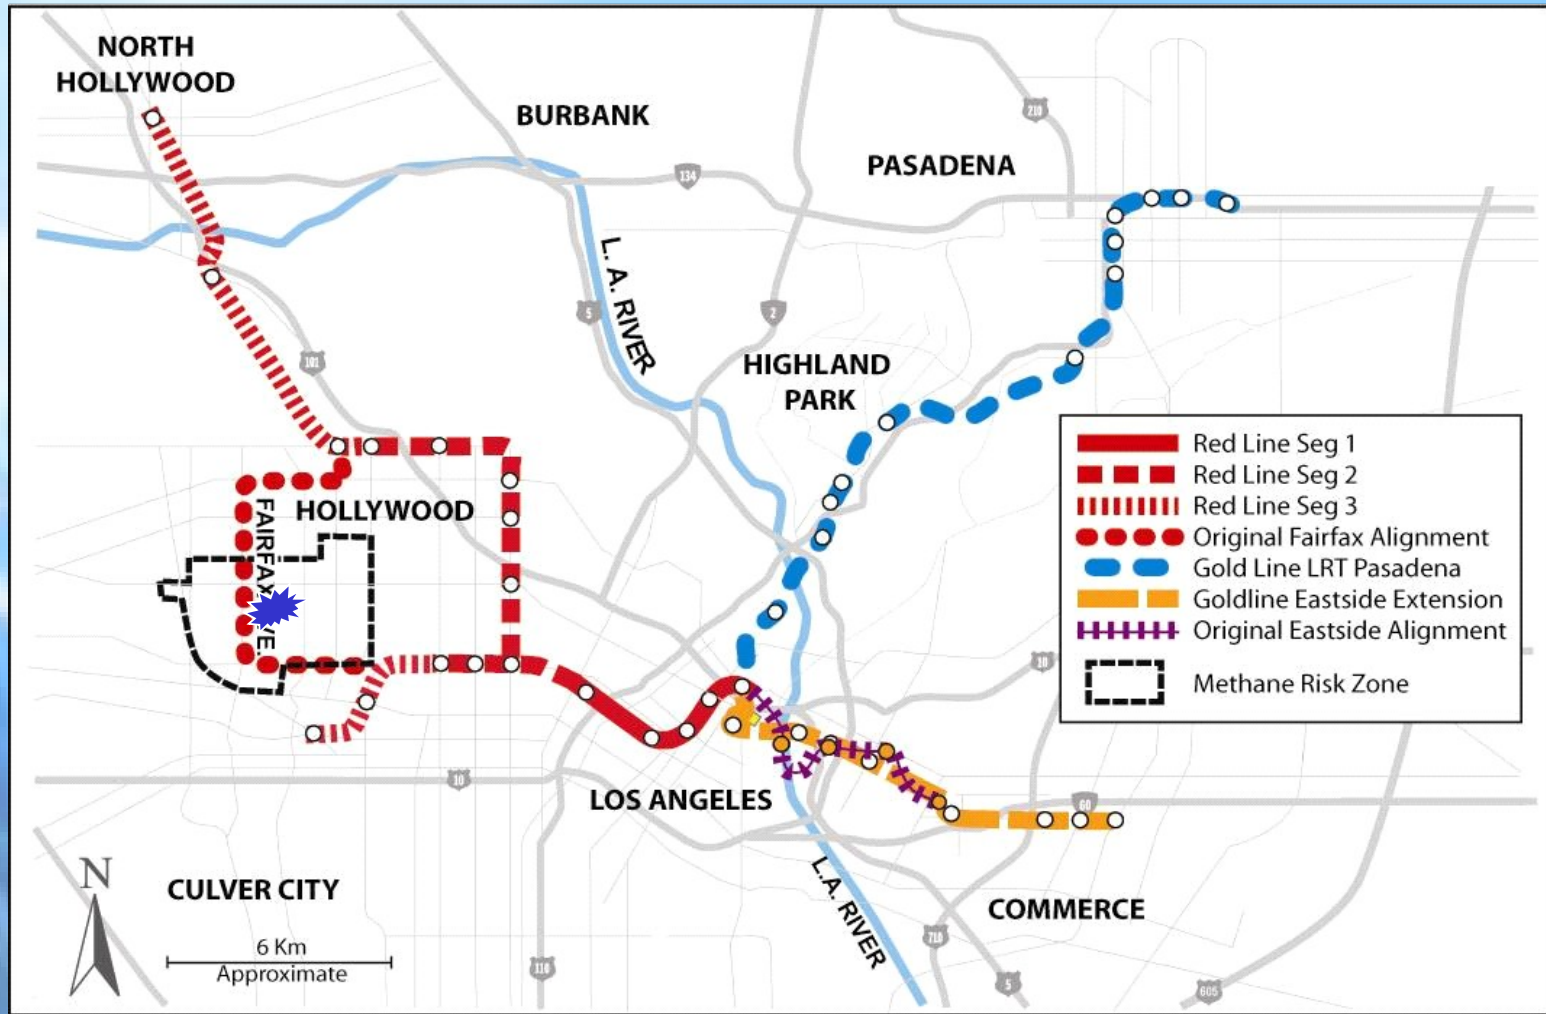 NORTH
HOLLYWOOD
BURBANK
210
PASADENA
134
L. A. RIVER
5
2
101
HIGHLAND
PARK
Red Line Seg 1
Red Line Seg 2
Red Line Seg 3
Original Fairfax Alignment
Gold Line LRT Pasadena
Goldline Eastside Extension
Original Eastside Alignment
Methane Risk Zone
HOLLYWOOD
FAIRFAX VE.
10
10
LOS ANGELES
60
CULVER CITY
L.A. RIVER
COMMERCE
N
6 Km
Approximate
110
710
5
605